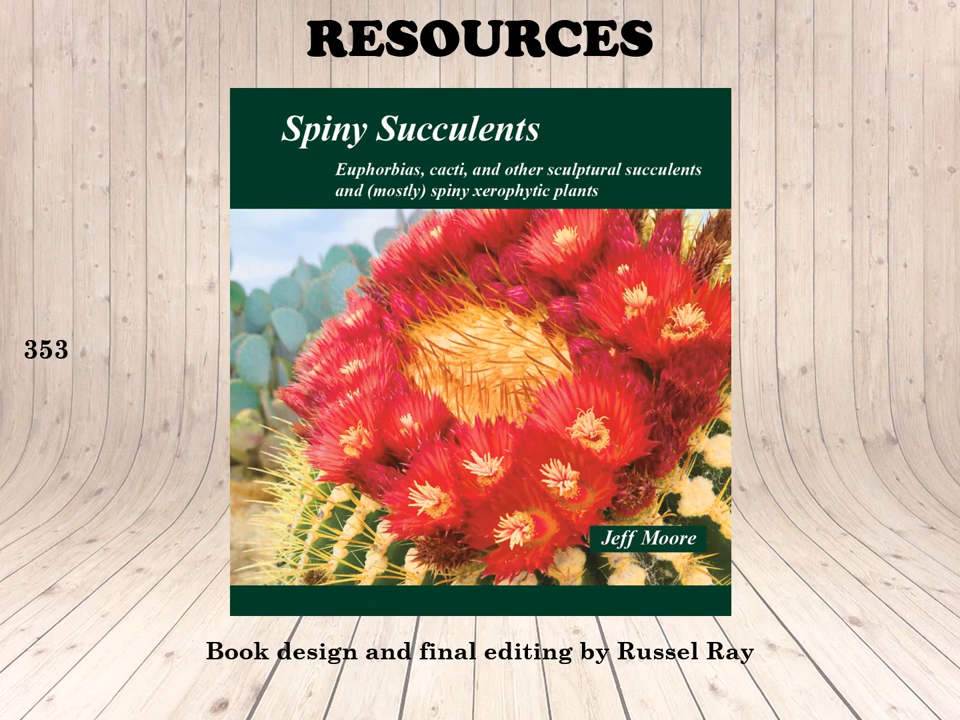 RESOURCES
Spiny Succulents
Euphorbias, cacti, and other sculptural succulents
and (mostly) spiny xerophytic plants
353
Jeff Moore
Book design and final editing by Russel Ray